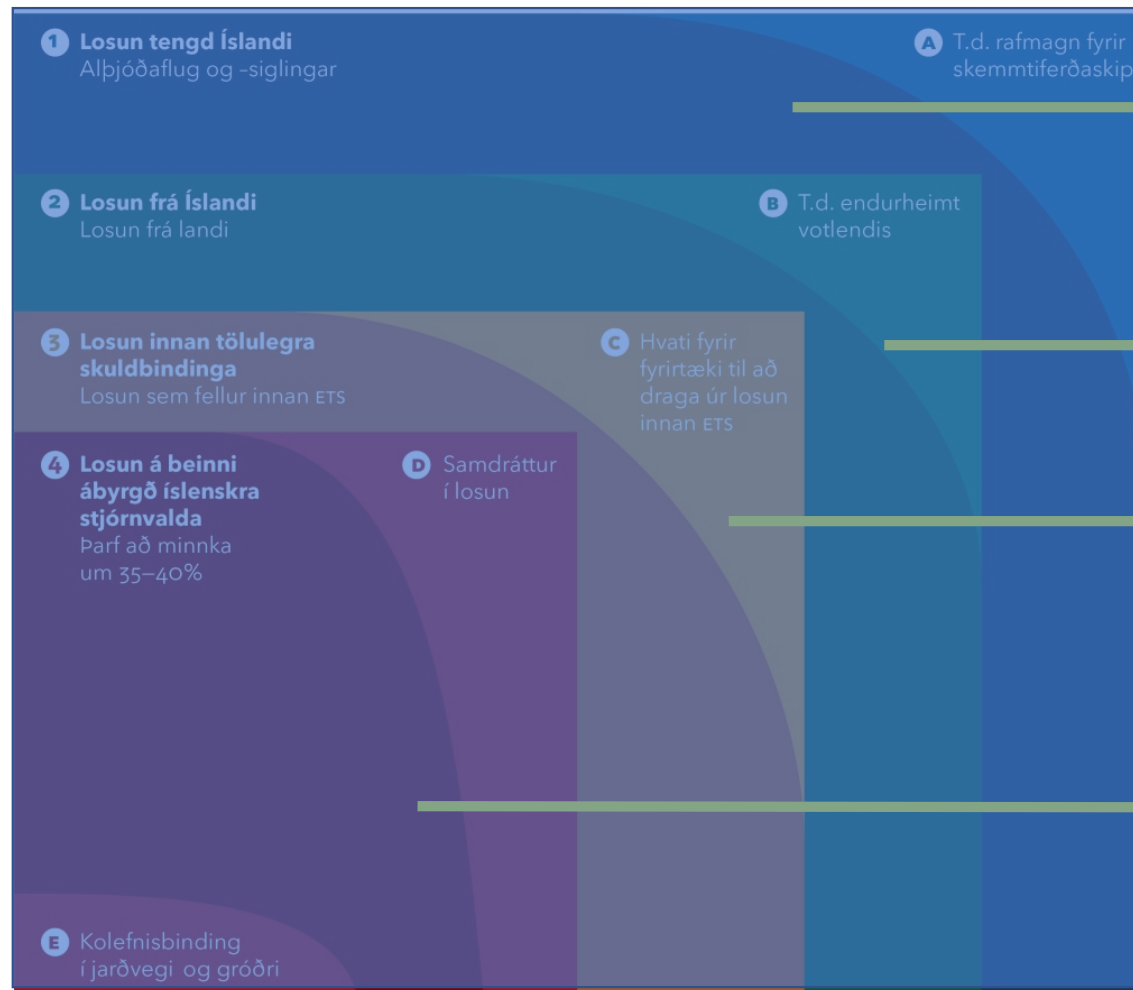 1 Losun tengd Íslandi
Alþjóðaflug og –siglingar
A T.d. rafmagn fyrir
skemmtiferðaskip
2 Losun frá Íslandi
Losun frá landi
B T.d. endurheimt
votlendis
3 Losun innan tölulegra
skuldbindinga
Losun sem fellur innan ETS
C Hvati fyrir
fyrirtæki til að
draga úr losun
innan ETS
4 Losun á beinni
ábyrgð íslenskra
stjórnvalda
Þarf að minnka
um 35–40%
D Samdráttur
í losun
E Kolefnisbinding
í jarðvegi og gróðri